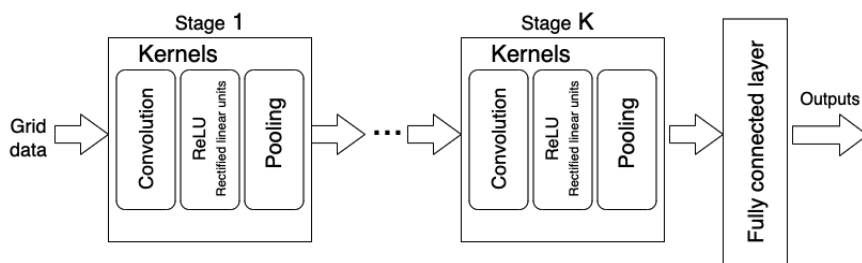 Stage 1
Kernels
Grid
data
Convolution
ReLU
Rectified linear units
Pooling
...
Stage K
Kernels
Convolution
ReLU
Rectified linear units
Pooling
Fully connected layer
Outputs